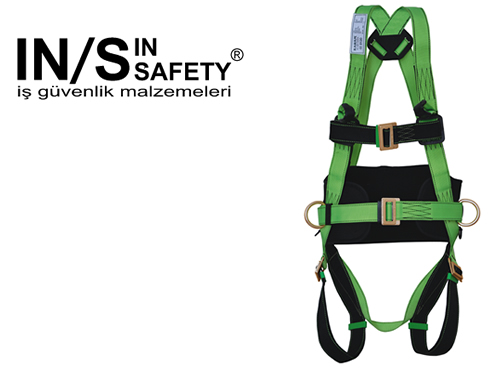 IN/S IN SAFETY®
iş güvenlik malzemeleri